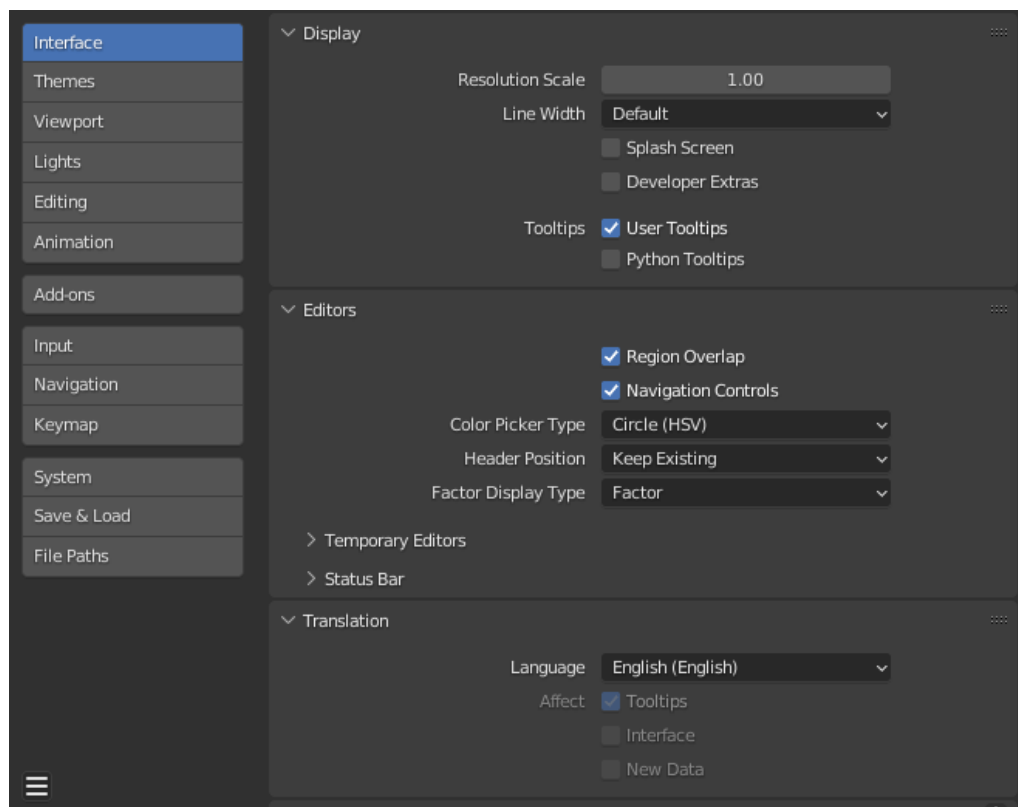 Interface
Themes
Viewport
Lights
Editing
Animation
Add-ons
Input
Navigation
Keymap
System
Save & Load
File Paths
Display
Resolution Scale 1.00
Line Width Default
Splash Screen
Developer Extras
Tooltips User Tooltips
Python Tooltips
Editors
Region Overlap
Navigation Controls
Color Picker Type Circle (HSV)
Header Position Keep Existing
Factor Display Type Factor
Temporary Editors
Status Bar
Translation
Language English (English)
Affect Tooltips
Interface
New Data